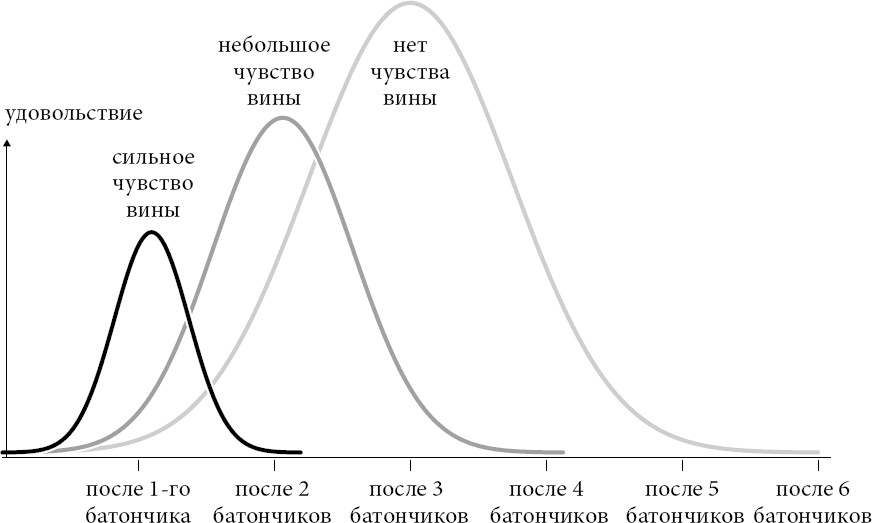 небольшое
чувство
вины
нет
чувства
вины
удовольствие
сильное
чувство
вины
после 1-го
батончика
после 2
батончиков
после 3
батончиков
после 4
батончиков
после 5
батончиков
после 6
батончиков